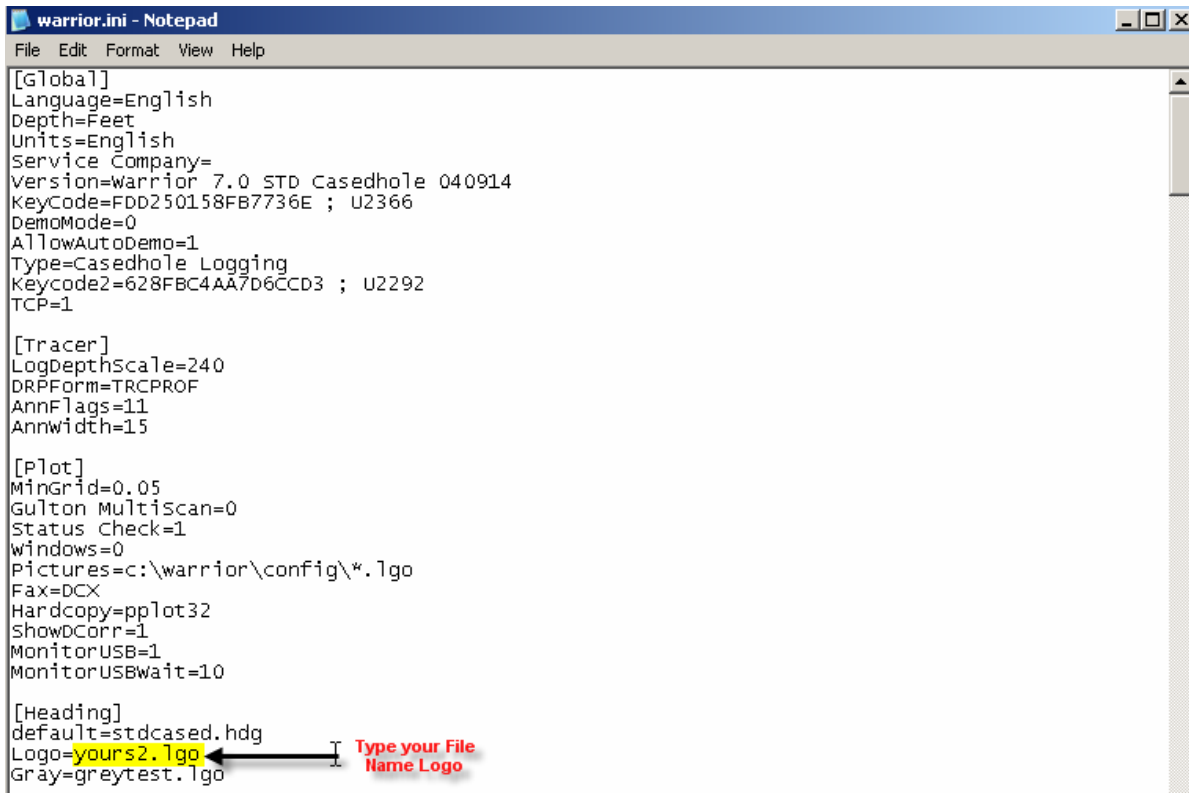 warrior.ini - Notepad
File Edit Format View Help
[Global]
Language=English
Depth=Feet
Units=English
Service Company=
Version=Warrior 7.0 STD Casedhole 040914
KeyCode=FDD250158FB7736E ; U2366
DemoMode=0
AllowAutoDemo=1
Type=Casedhole Logging
Keycode2=628FBC4AA7D6CCD3 ; U2292
TCP=1
[Tracer]
LogDepthScale=240
DRPForm=TRCPROF
AnnFlags=11
AnnWidth=15
[Plot]
MinGrid=0.05
Gulton MultiScan=0
Status Check=1
Windows=0
Pictures=c:\warrior\config\*.lgo
Fax=DCX
Hardcopy=pplot32
ShowDCorr=1
MonitorUSB=1
MonitorUSBWait=10
[Heading]
default=stdcased.hdg
Logo=yours2.lgo
Gray=greytest.lgo
Type your File
Name Logo